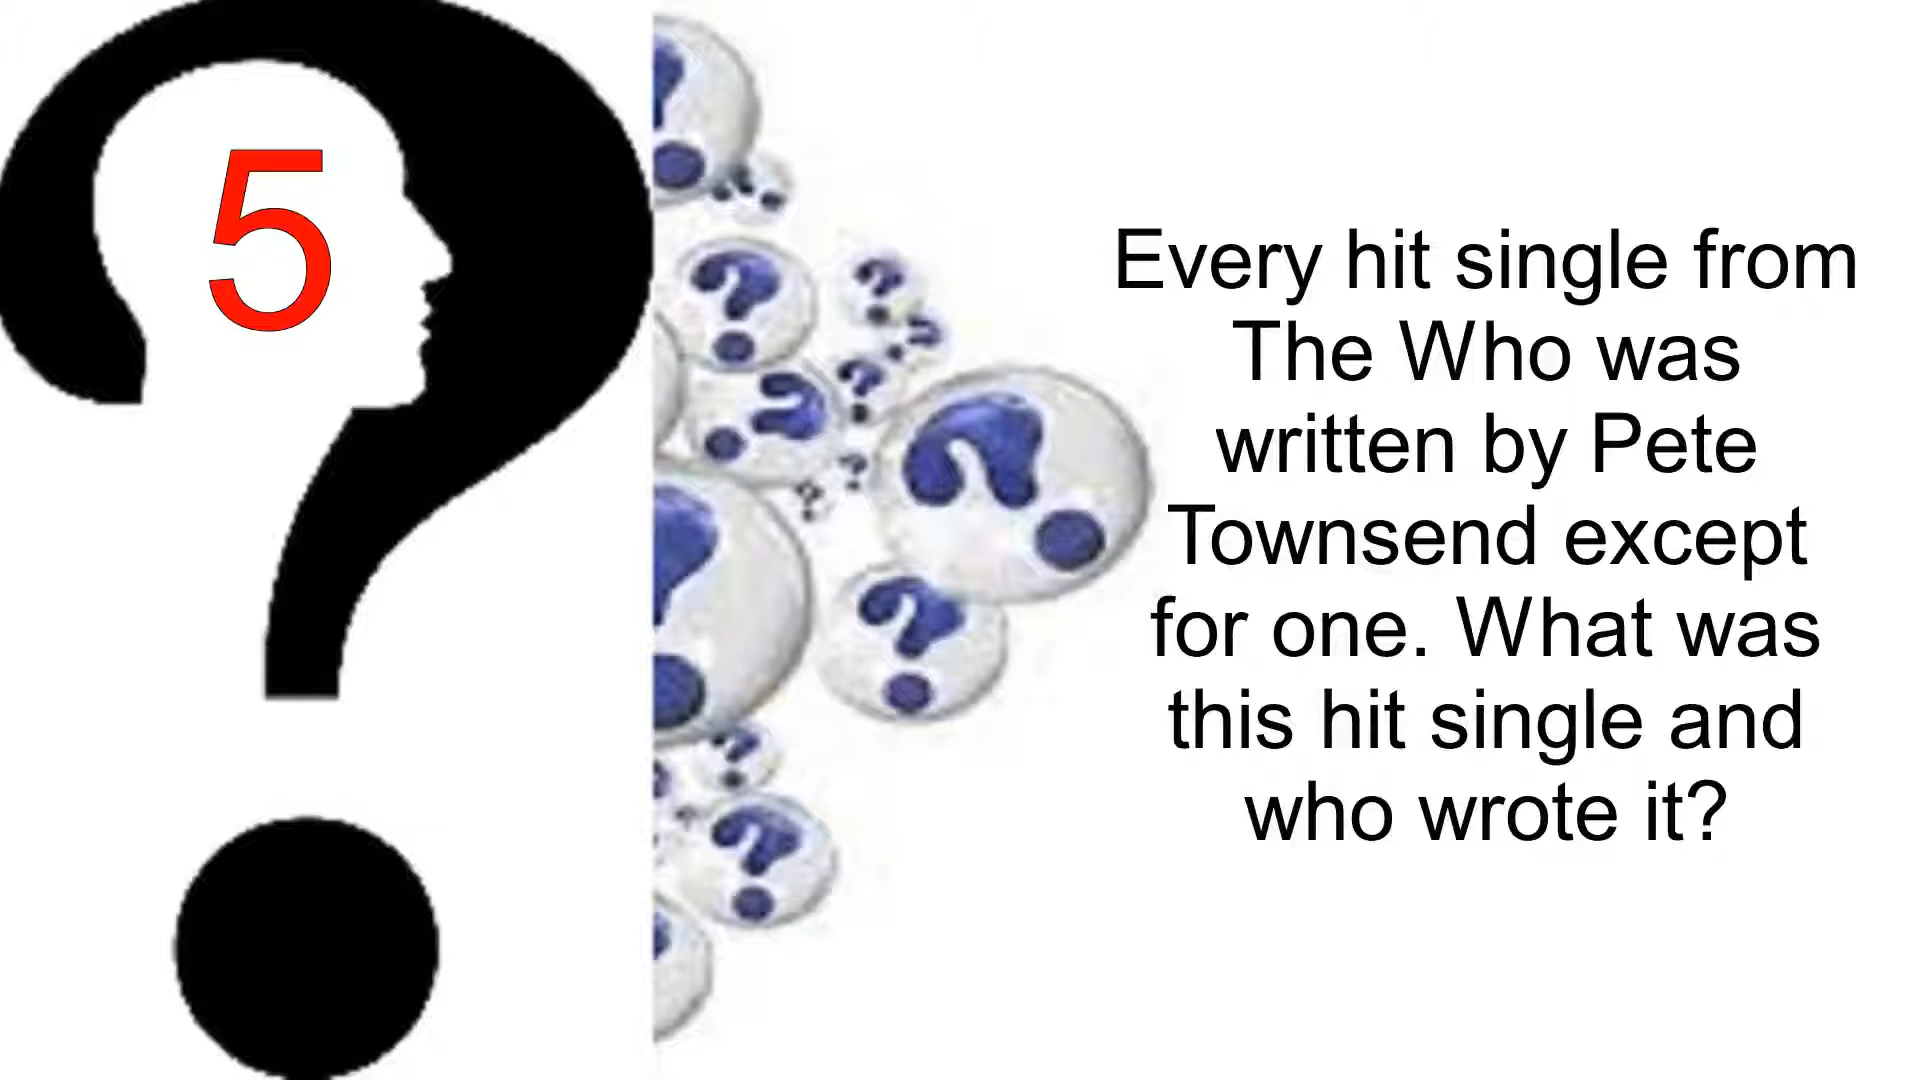 5
Every hit single from
The Who was
written by Pete
Townsend except
for one. What was
this hit single and
who wrote it?